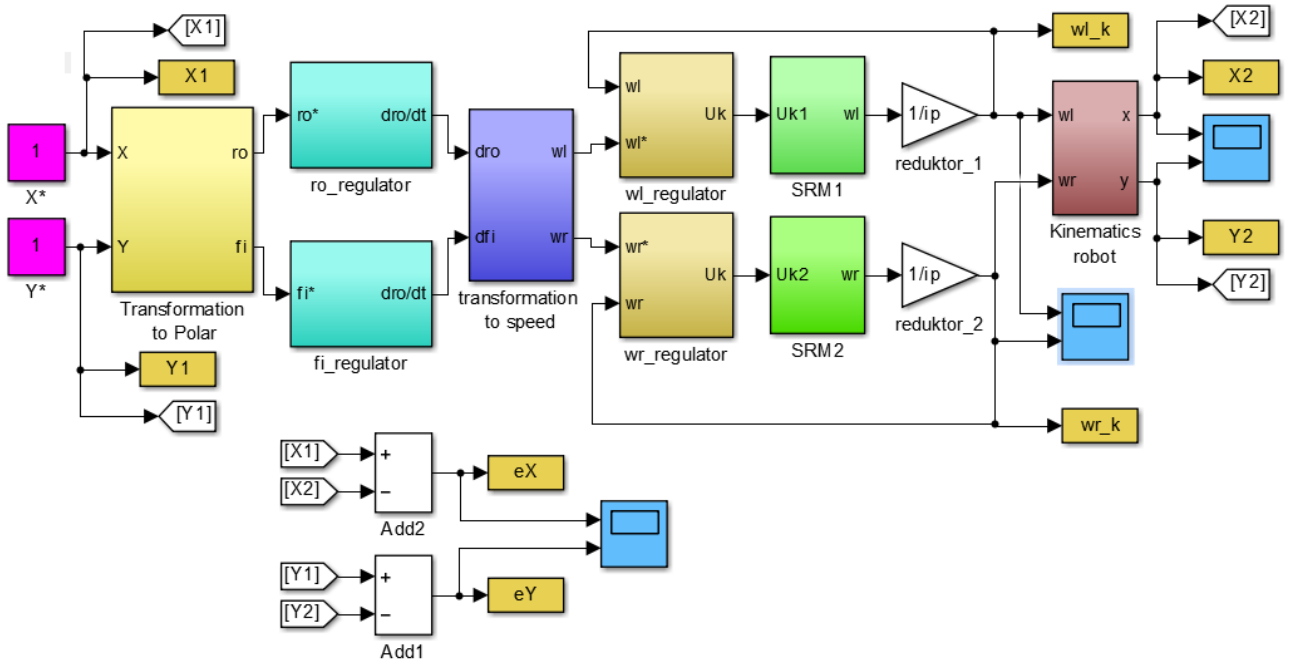 [X1]
X1
1
X*
1
Y*
X
ro
Y
fi
Transformation
to Polar
Y1
[Y1]
ro*
dro/dt
ro_regulator
fi*
dro/dt
fi_regulator
dro
wl
dfi
wr
transformation
to speed
wl
Uk
wl*
wl_regulator
wr*
Uk
wr
wr_regulator
Uk1
wl
SRM1
Uk2
wr
SRM2
1/ip
reduktor_1
1/ip
reduktor_2
wl_k
wl
x
wr
y
Kinematics
robot
[X2]
X2
Y2
[Y2]
wr_k
[X1]
[X2]
+
−
Add2
eX
[Y1]
[Y2]
+
−
Add1
eY